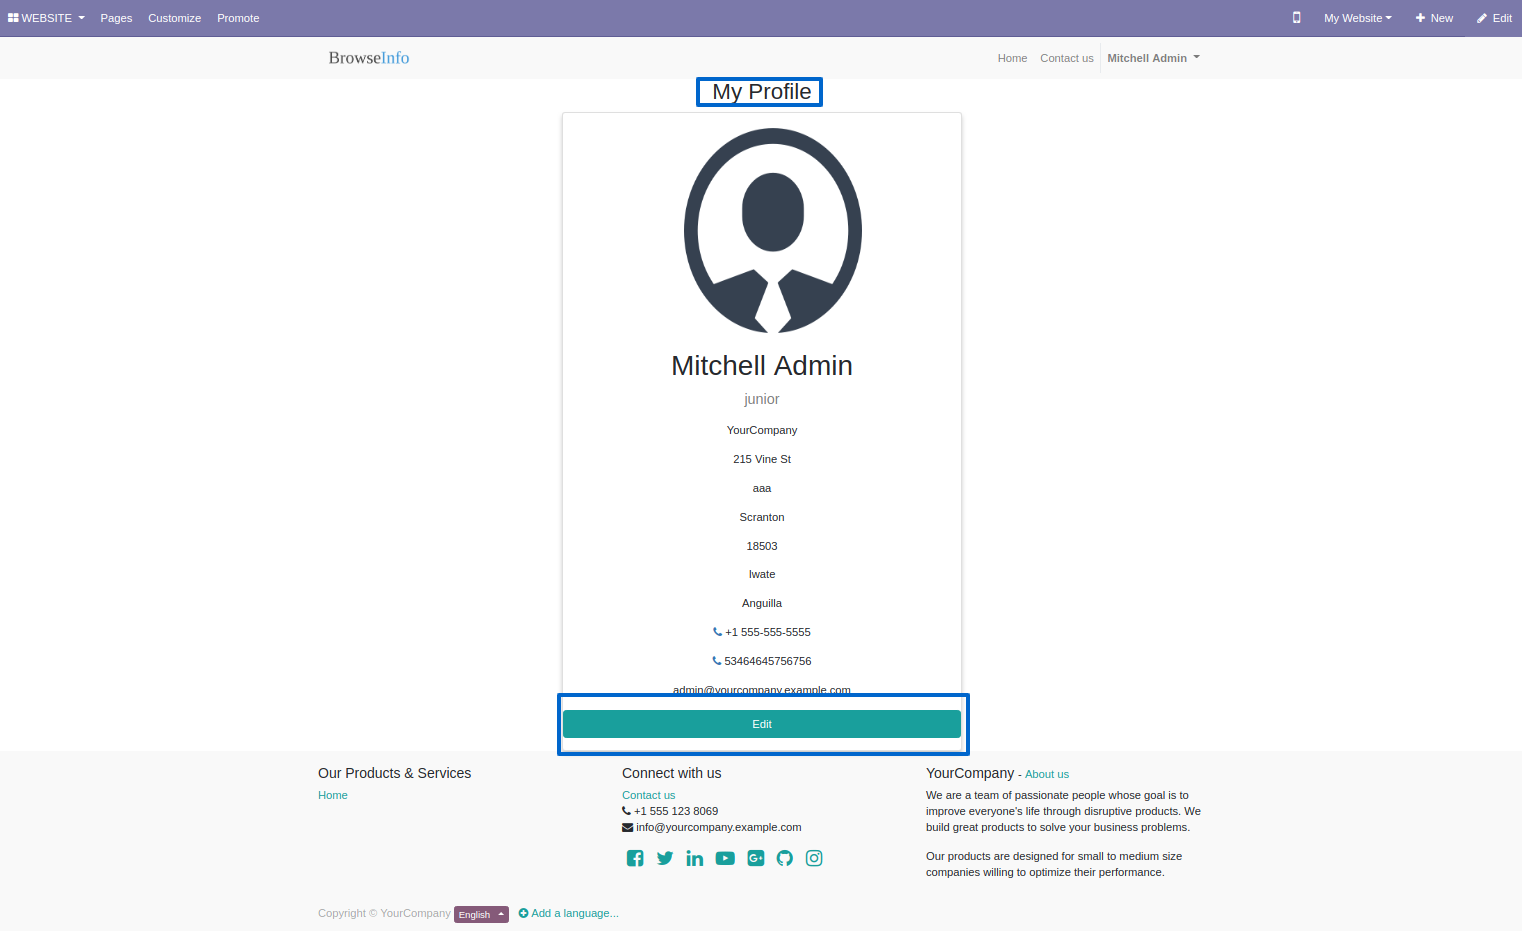 WEBSITE Pages Customize Promote My Website New Edit
BrowseInfo Home Contact us Mitchell Admin
My Profile
Mitchell Admin
junior
YourCompany
215 Vine St
aaa
Scranton
18503
Iwate
Anguilla
+1 555-555-5555
53464645756756
admin@yourcompany.example.com
Edit
Our Products & Services
Home
Connect with us
Contact us
+1 555 123 8069
info@yourcompany.example.com
YourCompany - About us
We are a team of passionate people whose goal is to
improve everyone's life through disruptive products. We
build great products to solve your business problems.
Our products are designed for small to medium size
companies willing to optimize their performance.
Copyright © YourCompany English Add a language...